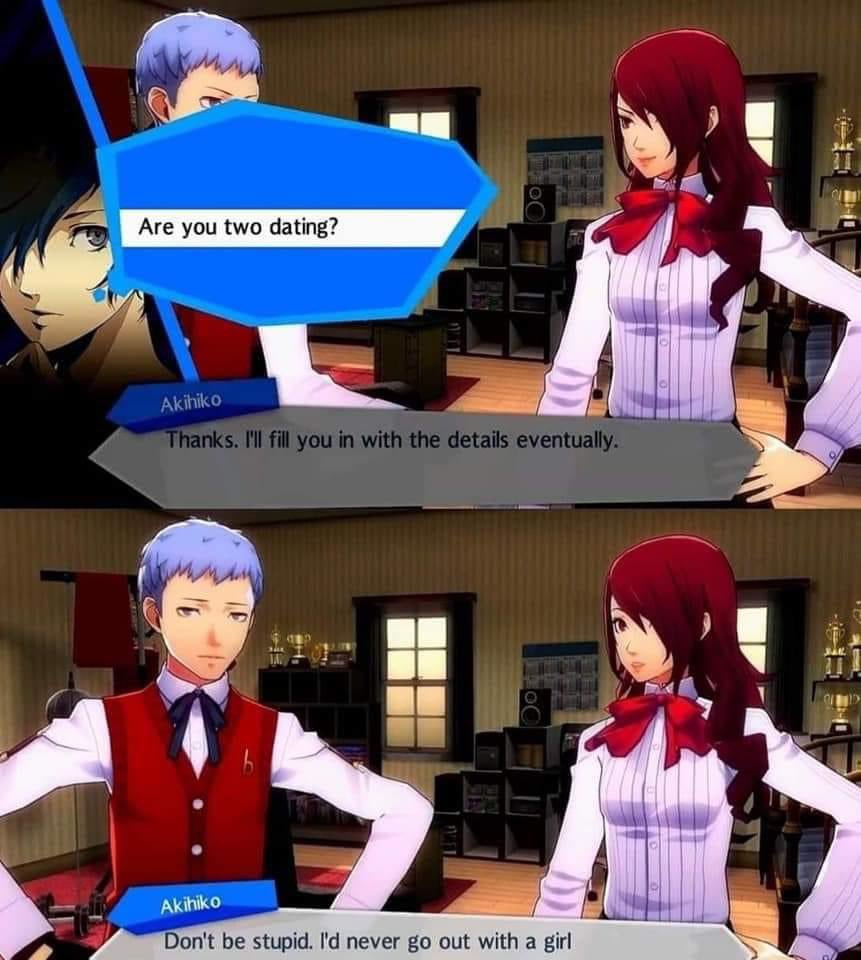 Are you two dating?
Akihiko
Thanks. I'll fill you in with the details eventually.
Akihiko
Don't be stupid. I'd never go out with a girl